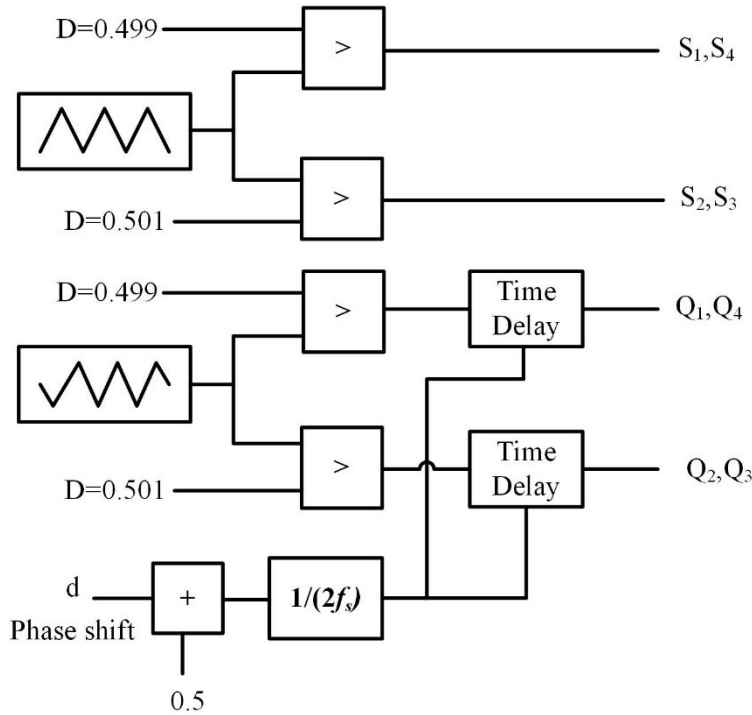 D=0.499
>
S₁,S₄
>
S₂,S₃
D=0.501
D=0.499
>
Time
Delay
Q₁,Q₄
>
Time
Delay
Q₂,Q₃
D=0.501
d
+
1/(2fₛ)
Phase shift
0.5